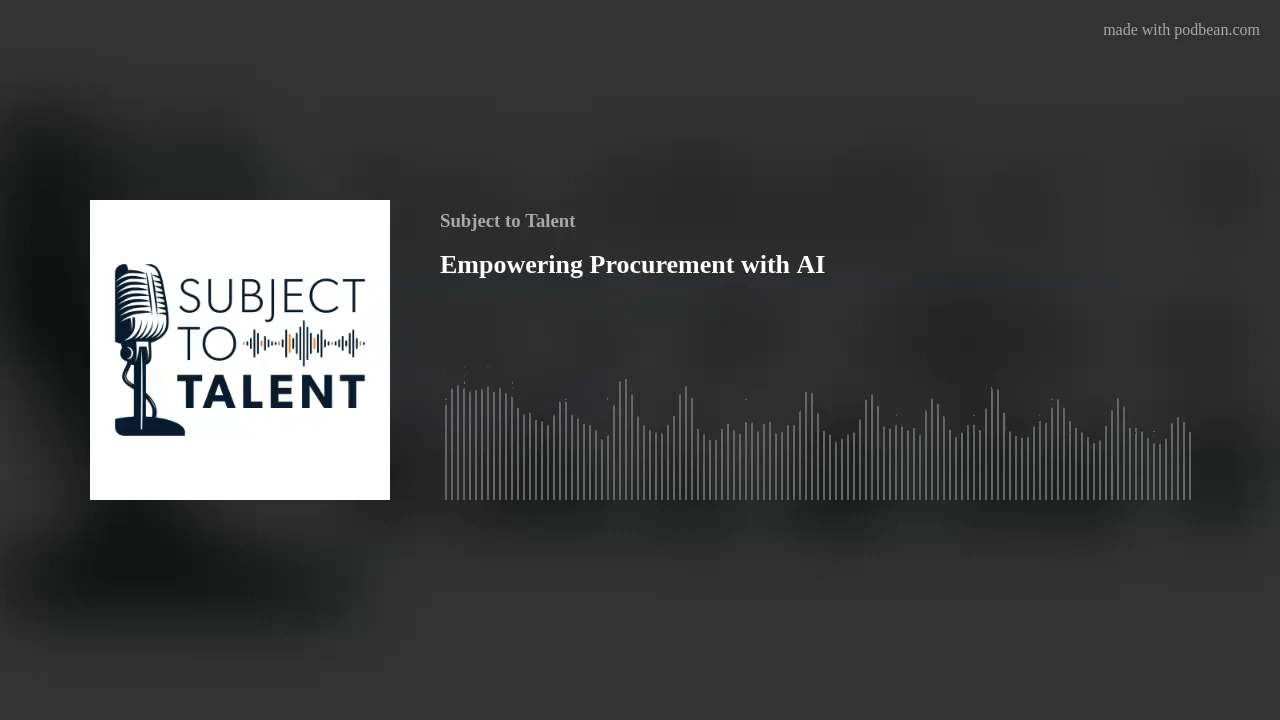 made with podbean.com
SUBJECT
TO
TALENT
Subject to Talent
Empowering Procurement with AI